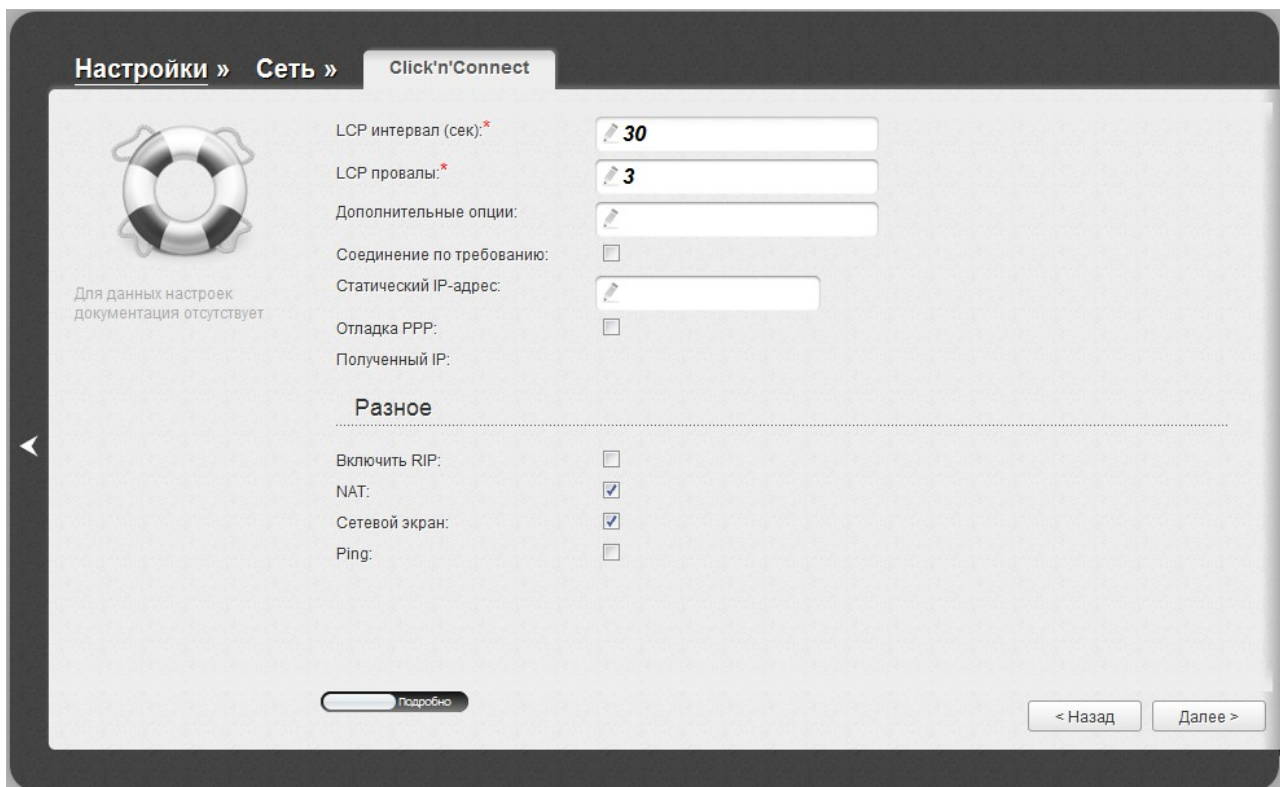 Настройки » Сеть » Click'n'Connect
LCP интервал (сек):* 30
LCP провалы:* 3
Дополнительные опции:
Соединение по требованию:
Статический IP-адрес:
Для данных настроек
документация отсутствует
Отладка PPP:
Полученный IP:
Разное
Включить RIP:
NAT:
Сетевой экран:
Ping:
Подробно
< Назад Далее >